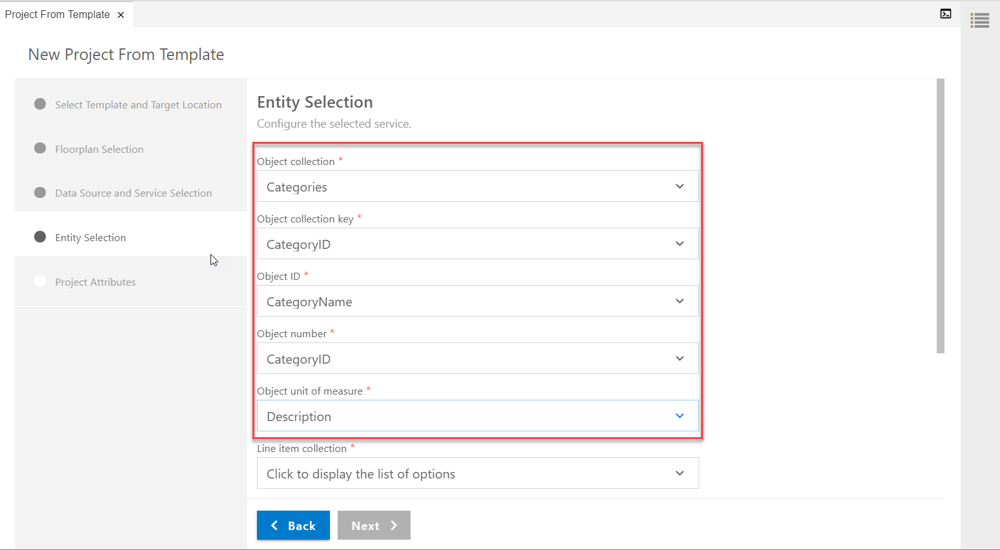 Project From Template ×
New Project From Template
Select Template and Target Location
Floorplan Selection
Data Source and Service Selection
Entity Selection
Project Attributes
Entity Selection
Configure the selected service.
Object collection *
Categories
Object collection key *
CategoryID
Object ID *
CategoryName
Object number *
CategoryID
Object unit of measure *
Description
Line item collection *
Click to display the list of options
Back
Next